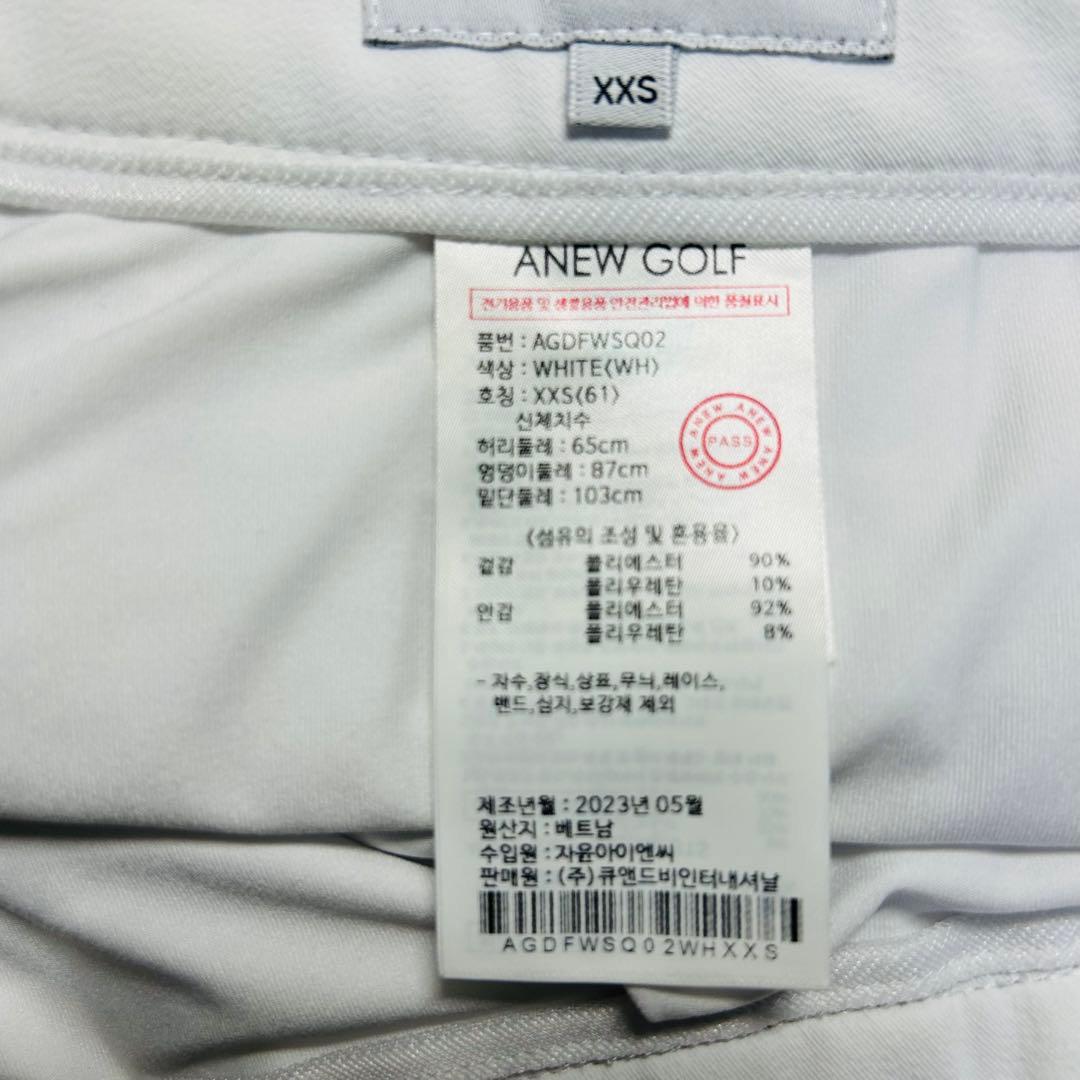 XXS
ANEW GOLF
전기용품 및 생활용품 안전관리법에 의한 품질표시
품번 : AGDFWSQ02
색상 : WHITE(WH)
호칭 : XXS(61)
신체치수
허리둘레 : 65cm
엉덩이둘레 : 87cm
밑단둘레 : 103cm
ANEW ANEW ANEW ANEW
PASS
(섬유의 조성 및 혼용율)
겉감 폴리에스터 90%
폴리우레탄 10%
안감 폴리에스터 92%
폴리우레탄 8%
- 자수,장식,상표,무늬,레이스,
밴드,심지,보강재 제외
제조년월 : 2023년 05월
원산지 : 베트남
수입원 : 자윤아이엔씨
판매원 : (주)큐앤드비인터내셔날
AGDFWSQ02WHXXS